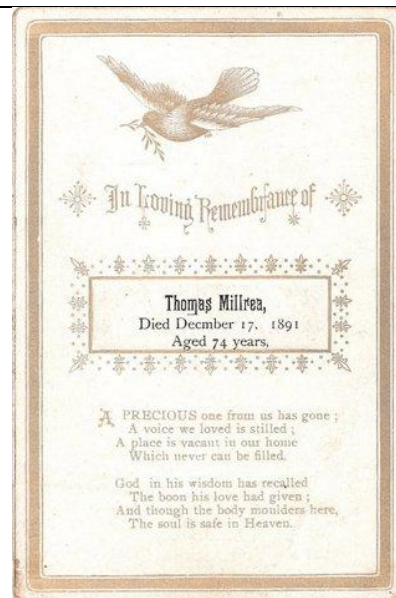 In Loving Remembrance of
Thomas Millrea,
Died Decmber 17, 1891
Aged 74 years,
A PRECIOUS one from us has gone ;
A voice we loved is stilled ;
A place is vacant in our home
Which never can be filled.
God in his wisdom has recalled
The boon his love had given ;
And though the body moulders here,
The soul is safe in Heaven.